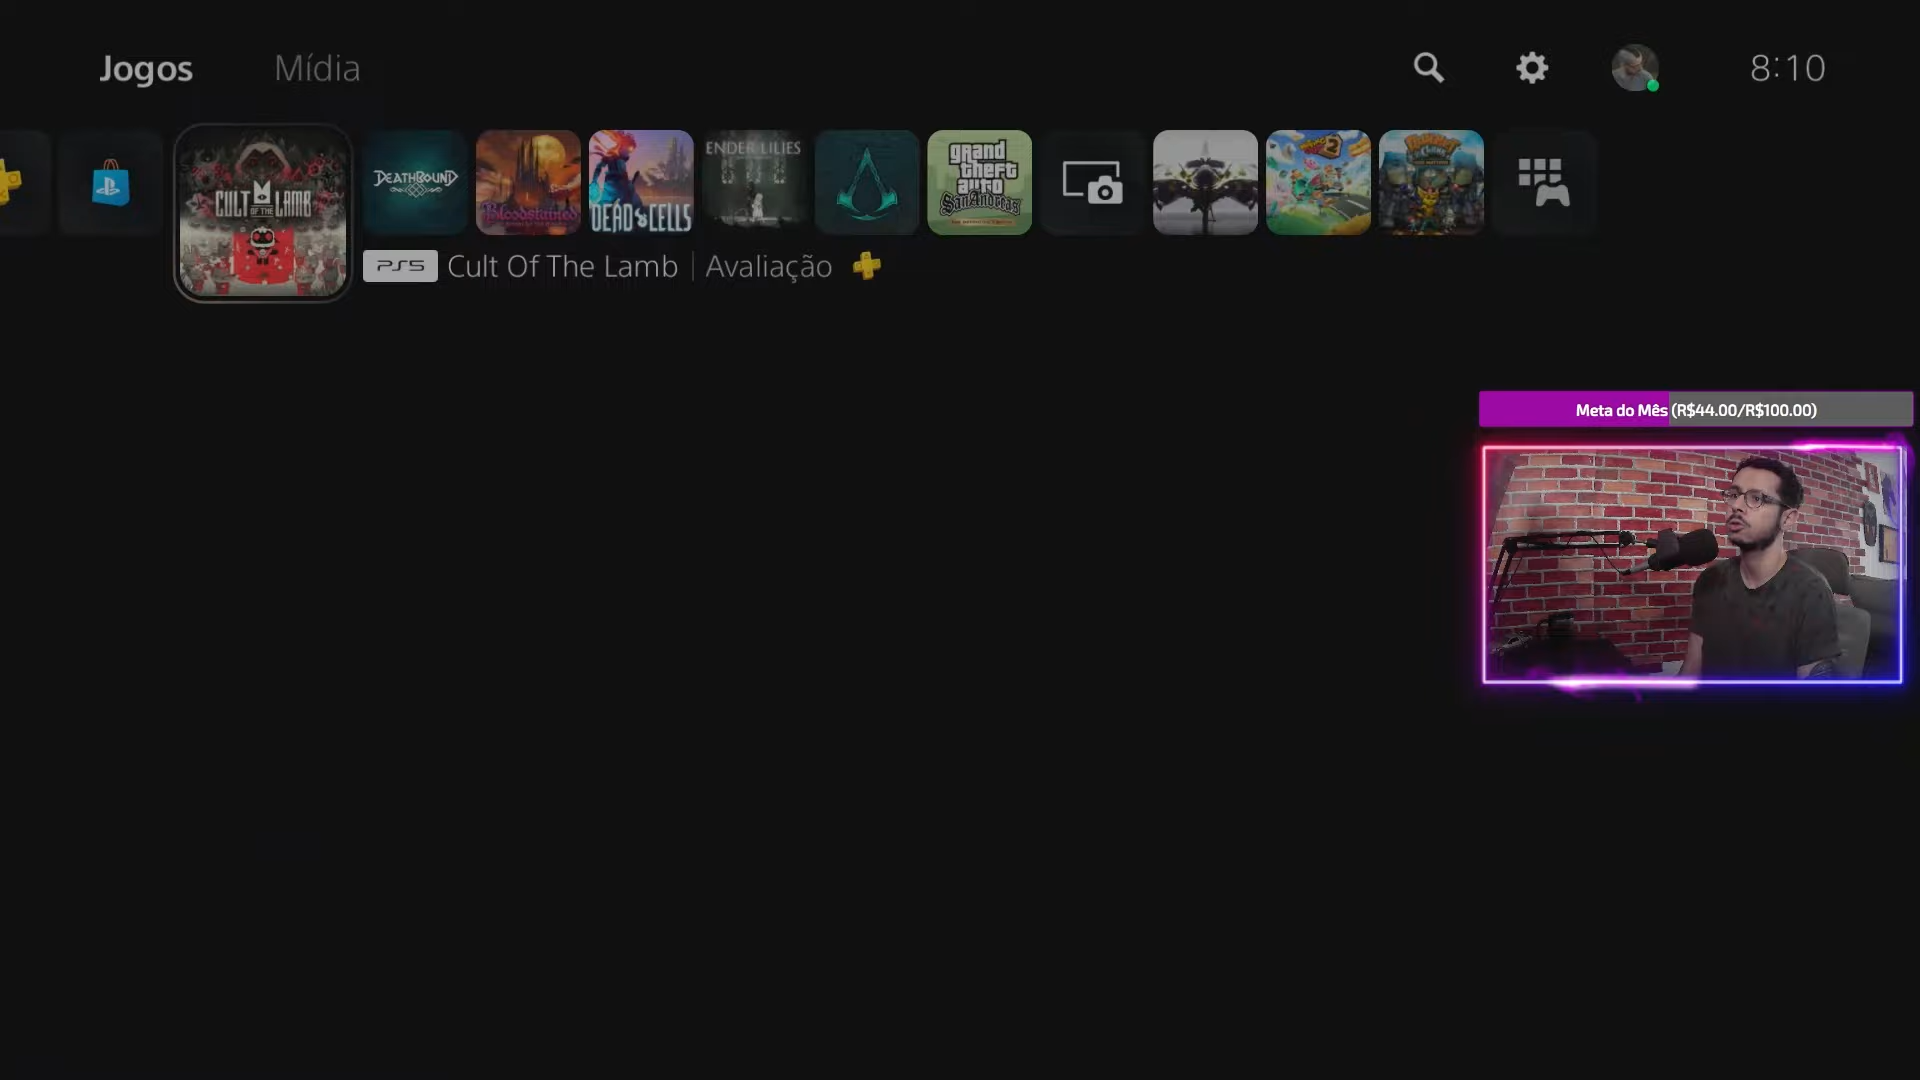 Jogos
Mídia
8:10
CULT OF THE LAMB
DEATHBOUND
Bloodstained
DEAD CELLS
ENDER LILIES
grand
theft
auto
San Andreas
2
PS5 Cult Of The Lamb | Avaliação
Meta do Mês (R$44.00/R$100.00)